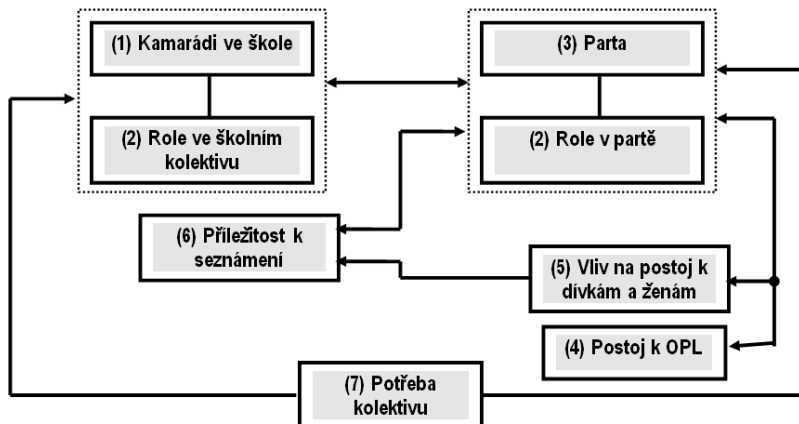 (1) Kamarádi ve škole
(3) Parta
(2) Role ve školním
kolektivu
(2) Role v partě
(6) Příležitost k
seznámení
(5) Vliv na postoj k
dívkám a ženám
(4) Postoj k OPL
(7) Potřeba
kolektivu